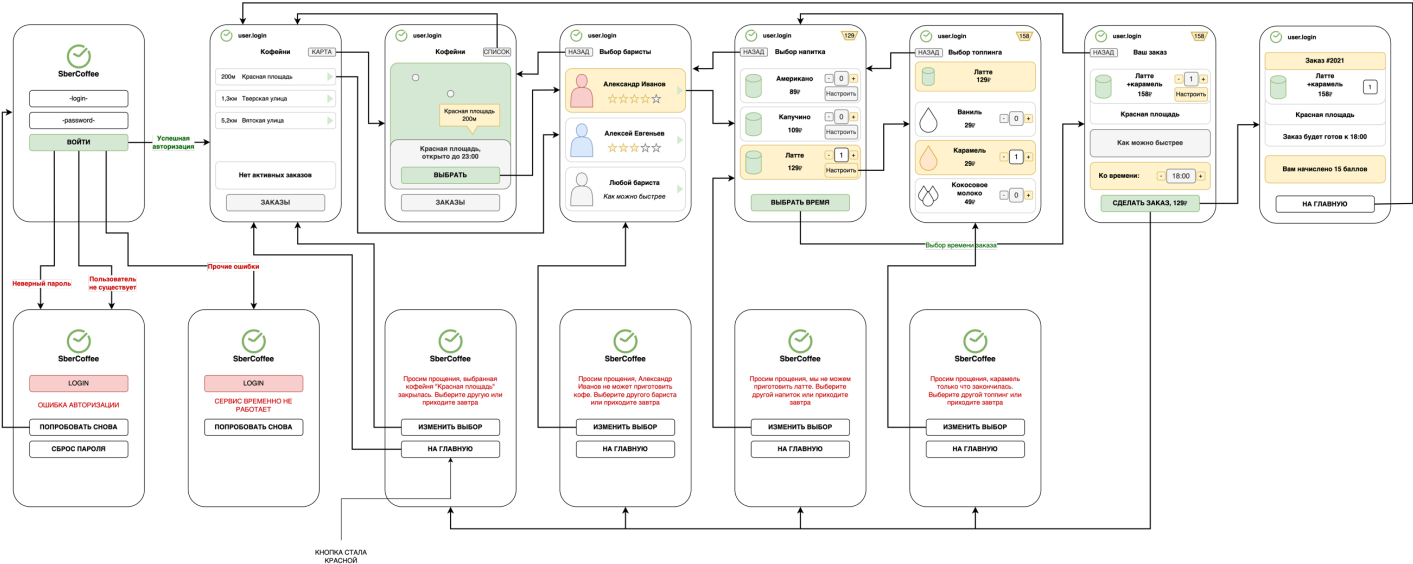 SberCoffee
-login-
-password-
ВОЙТИ
Успешная
авторизация
Неверный пароль
Пользователь
не существует
Прочие ошибки
user.login
Кофейни
КАРТА
200м Красная площадь
1,3км Тверская улица
5,2км Вятская улица
Нет активных заказов
ЗАКАЗЫ
user.login
Кофейни
СПИСОК
Красная площадь
200м
Красная площадь,
открыто до 23:00
ВЫБРАТЬ
ЗАКАЗЫ
user.login
НАЗАД
Выбор баристы
Александр Иванов
Алексей Евгеньев
Любой бариста
Как можно быстрее
user.login
129
НАЗАД
Выбор напитка
Американо
89₽
- 0 +
Настроить
Капучино
109₽
- 0 +
Настроить
Латте
129₽
- 1 +
Настроить
ВЫБРАТЬ ВРЕМЯ
Выбор времени заказа
user.login
158
НАЗАД
Выбор топпинга
Латте
129₽
Ваниль
29₽
- 0 +
Карамель
29₽
- 1 +
Кокосовое
молоко
49₽
- 0 +
user.login
158
НАЗАД
Ваш заказ
Латте
+карамель
158₽
- 1 +
Настроить
Красная площадь
Как можно быстрее
Ко времени:
- 18:00 +
СДЕЛАТЬ ЗАКАЗ, 129₽
user.login
Заказ #2021
Латте
+карамель
158₽
1
Красная площадь
Заказ будет готов к 18:00
Вам начислено 15 баллов
НА ГЛАВНУЮ
SberCoffee
LOGIN
ОШИБКА АВТОРИЗАЦИИ
ПОПРОБОВАТЬ СНОВА
СБРОС ПАРОЛЯ
SberCoffee
LOGIN
СЕРВИС ВРЕМЕННО НЕ
РАБОТАЕТ
ПОПРОБОВАТЬ СНОВА
SberCoffee
Просим прощения, выбранная
кофейня "Красная площадь"
закрылась. Выберите другую или
приходите завтра
ИЗМЕНИТЬ ВЫБОР
НА ГЛАВНУЮ
КНОПКА СТАЛА
КРАСНОЙ
SberCoffee
Просим прощения, Александр
Иванов не может приготовить
кофе. Выберите другого бариста
или приходите завтра
ИЗМЕНИТЬ ВЫБОР
НА ГЛАВНУЮ
SberCoffee
Просим прощения, мы не можем
приготовить латте. Выберите
другой напиток или приходите
завтра
ИЗМЕНИТЬ ВЫБОР
НА ГЛАВНУЮ
SberCoffee
Просим прощения, карамель
только что закончилась.
Выберите другой топпинг или
приходите завтра
ИЗМЕНИТЬ ВЫБОР
НА ГЛАВНУЮ